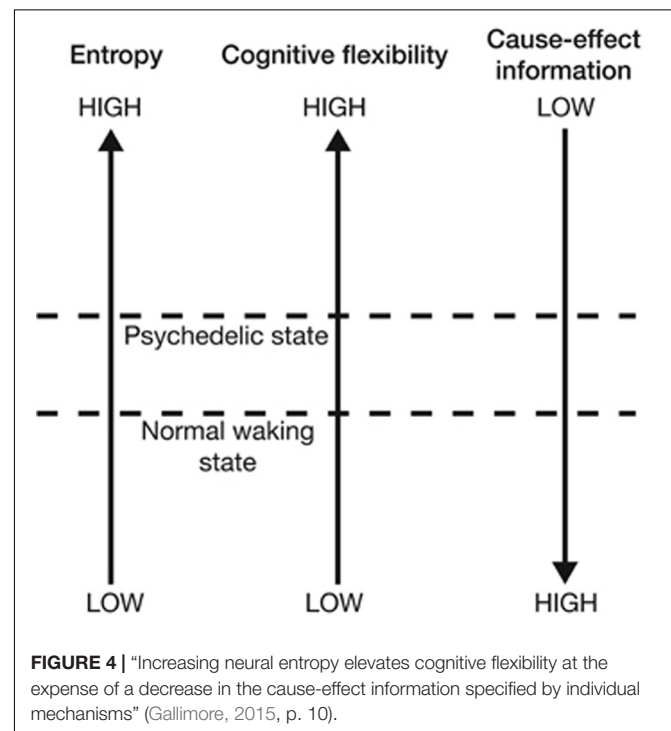 Entropy
Cognitive flexibility
Cause-effect
information
HIGH
HIGH
LOW
Psychedelic state
Normal waking
state
LOW
LOW
HIGH
FIGURE 4 | “Increasing neural entropy elevates cognitive flexibility at the
expense of a decrease in the cause-effect information specified by individual
mechanisms” (Gallimore, 2015, p. 10).